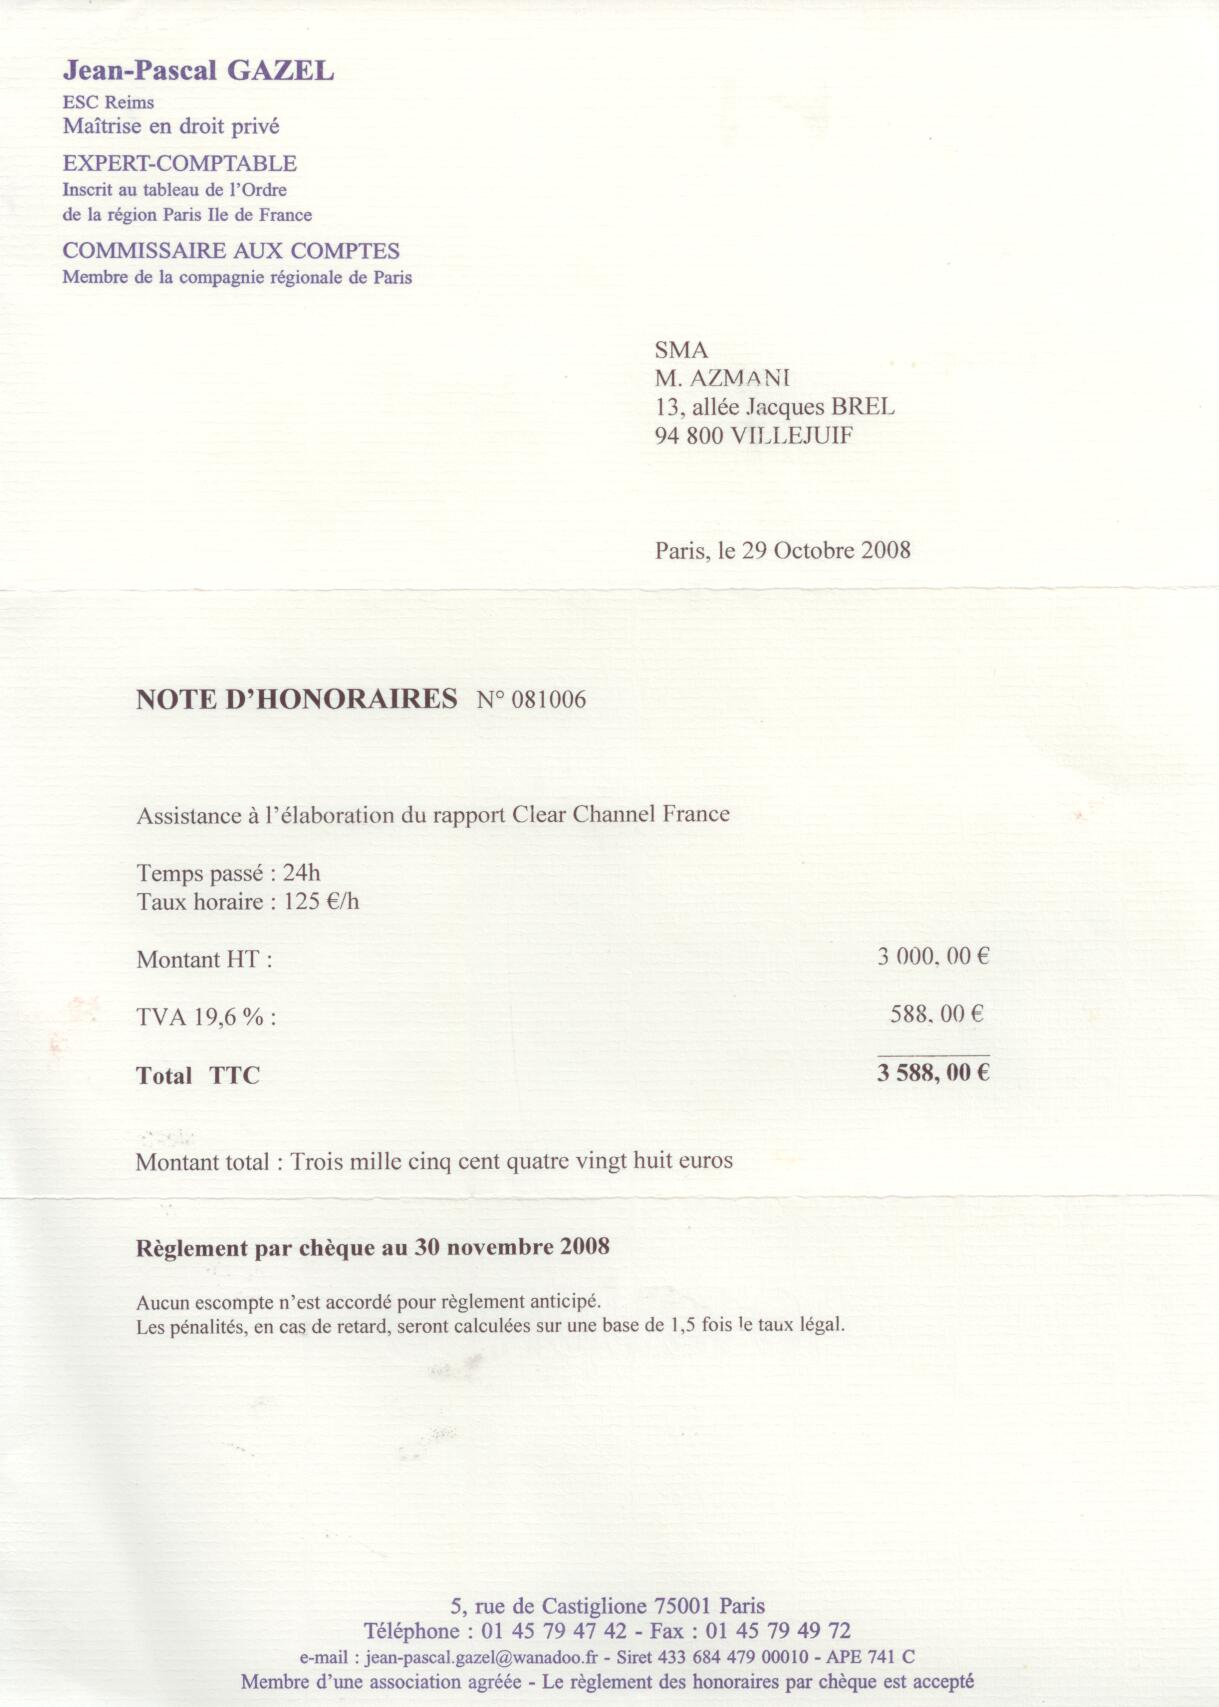 Jean-Pascal GAZEL
ESC Reims
Maîtrise en droit privé
EXPERT-COMPTABLE
Inscrit au tableau de l'Ordre
de la région Paris Ile de France
COMMISSAIRE AUX COMPTES
Membre de la compagnie régionale de Paris
SMA
M. AZMANI
13, allée Jacques BREL
94 800 VILLEJUIF
Paris, le 29 Octobre 2008
NOTE D'HONORAIRES N° 081006
Assistance à l'élaboration du rapport Clear Channel France
Temps passé : 24h
Taux horaire : 125 €/h
Montant HT : 3 000, 00 €
TVA 19,6 % : 588, 00 €
Total TTC 3 588, 00 €
Montant total : Trois mille cinq cent quatre vingt huit euros
Règlement par chèque au 30 novembre 2008
Aucun escompte n'est accordé pour règlement anticipé.
Les pénalités, en cas de retard, seront calculées sur une base de 1,5 fois le taux légal.
5, rue de Castiglione 75001 Paris
Téléphone : 01 45 79 47 42 - Fax : 01 45 79 49 72
e-mail : jean-pascal.gazel@wanadoo.fr - Siret 433 684 479 00010 - APE 741 C
Membre d'une association agréée - Le règlement des honoraires par chèque est accepté